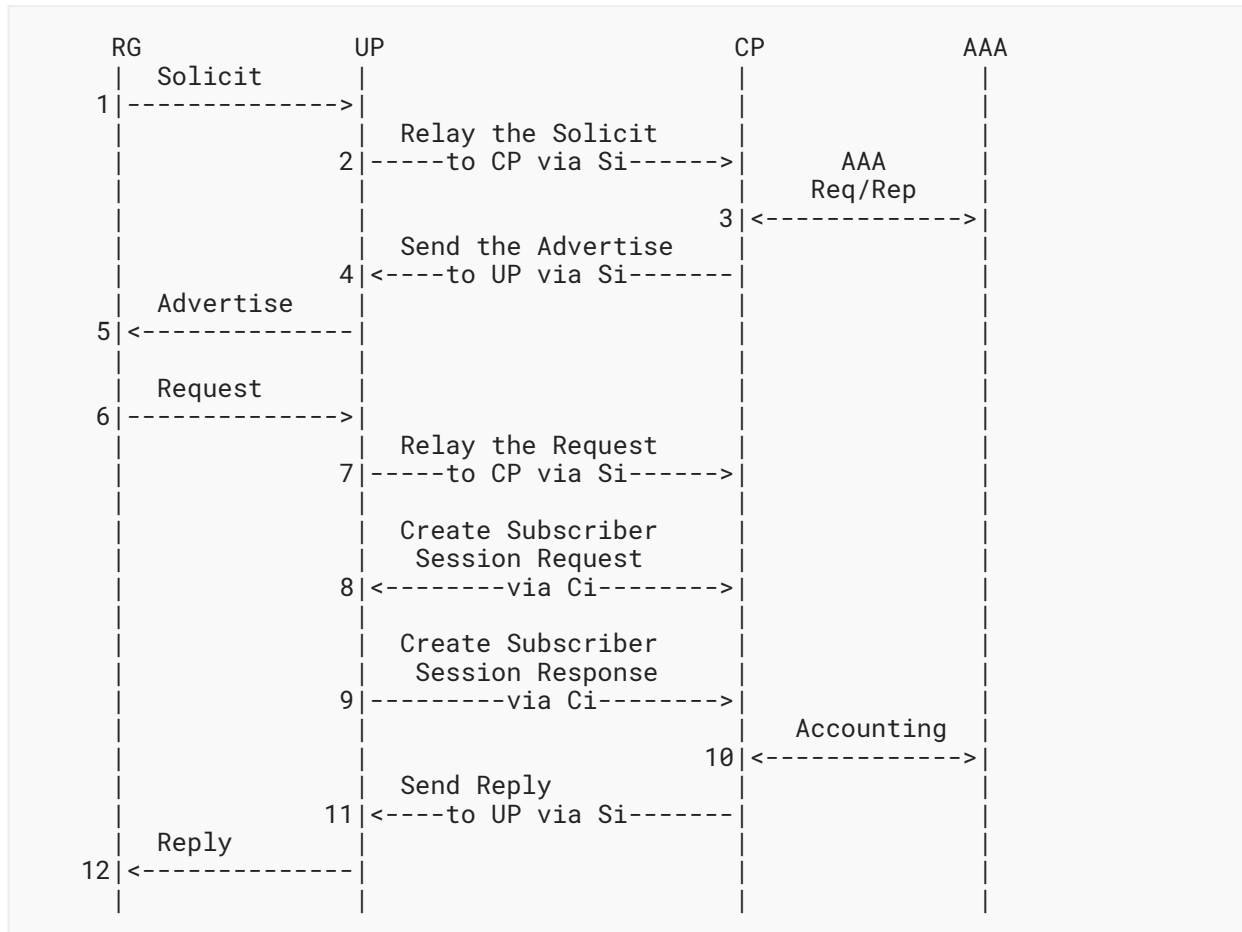 RG UP CP AAA
Solicit
1|-------------->|
Relay the Solicit
2|-----to CP via Si------>| AAA
Req/Rep
3|<------------->|
Send the Advertise
4|<----to UP via Si-------|
Advertise
5|<--------------|
Request
6|-------------->|
Relay the Request
7|-----to CP via Si------>|
Create Subscriber
Session Request
8|<--------via Ci-------->|
Create Subscriber
Session Response
9|---------via Ci-------->|
Accounting
10|<------------->|
Send Reply
11|<----to UP via Si-------|
Reply
12|<--------------|